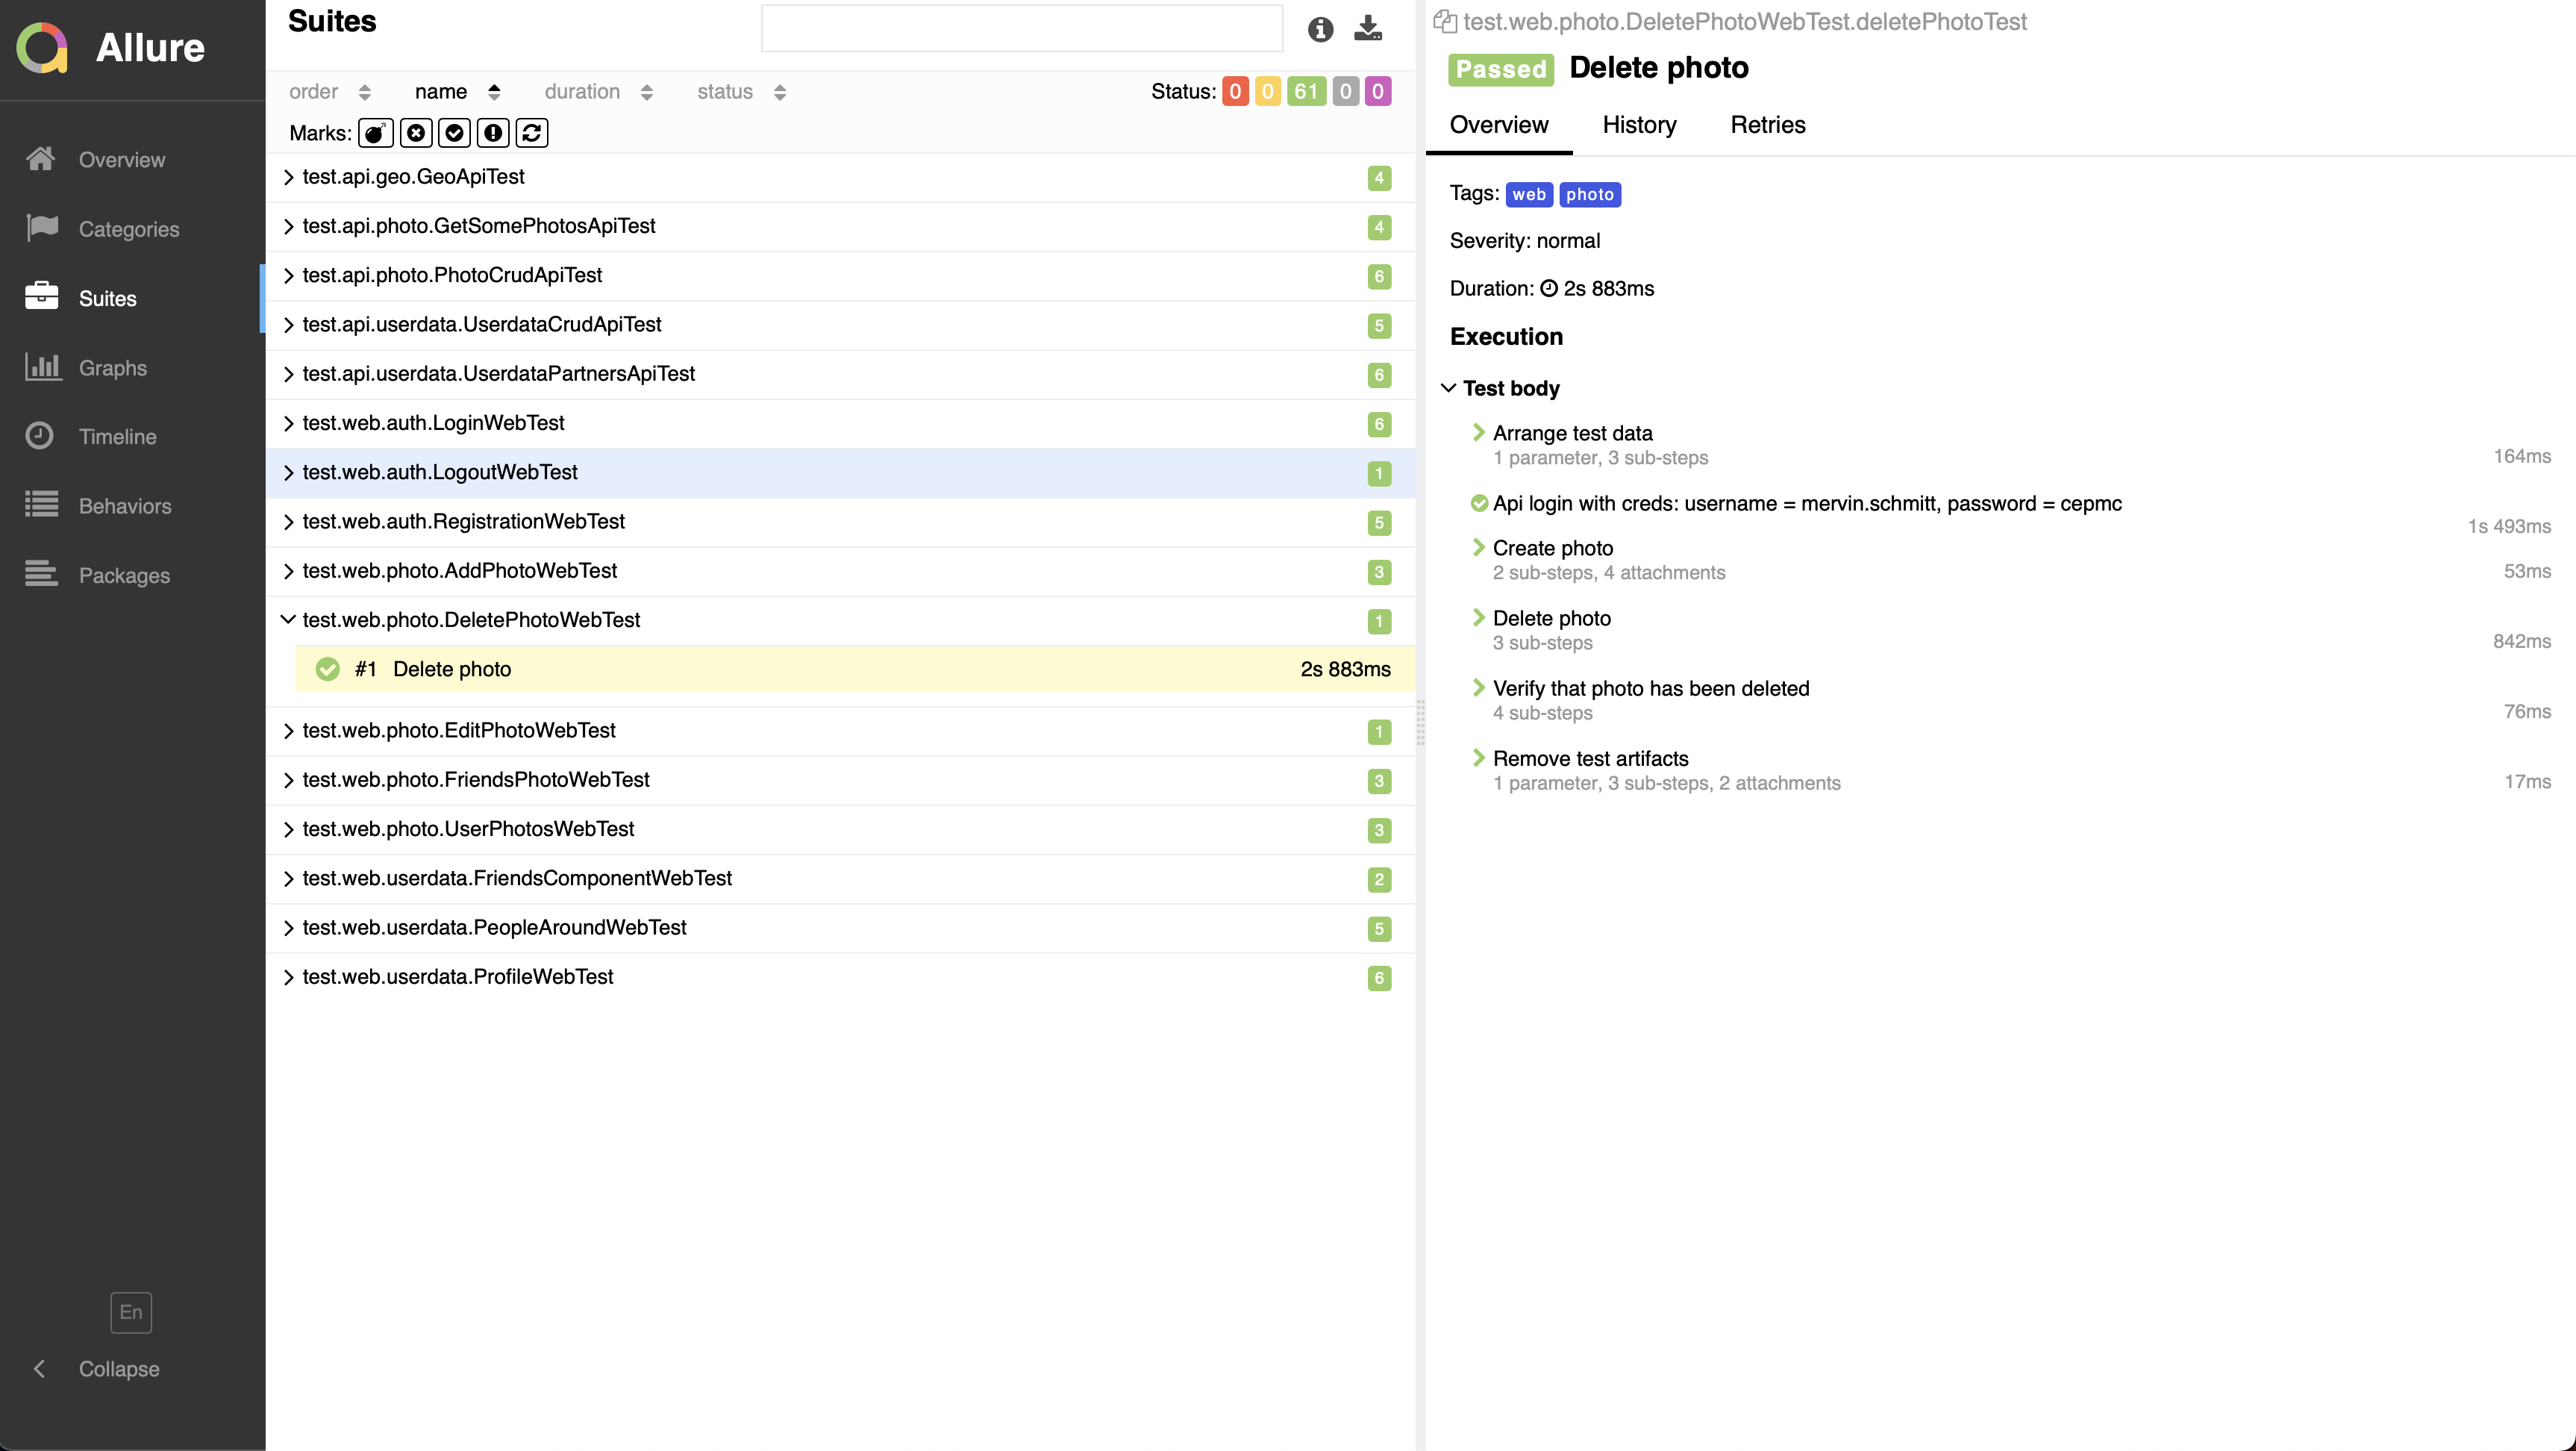 Allure
Overview
Categories
Suites
Graphs
Timeline
Behaviors
Packages
En
Collapse
Suites
order name duration status Status: 0 0 61 0 0
Marks:
test.api.geo.GeoApiTest 4
test.api.photo.GetSomePhotosApiTest 4
test.api.photo.PhotoCrudApiTest 6
test.api.userdata.UserdataCrudApiTest 5
test.api.userdata.UserdataPartnersApiTest 6
test.web.auth.LoginWebTest 6
test.web.auth.LogoutWebTest 1
test.web.auth.RegistrationWebTest 5
test.web.photo.AddPhotoWebTest 3
test.web.photo.DeletePhotoWebTest 1
#1 Delete photo 2s 883ms
test.web.photo.EditPhotoWebTest 1
test.web.photo.FriendsPhotoWebTest 3
test.web.photo.UserPhotosWebTest 3
test.web.userdata.FriendsComponentWebTest 2
test.web.userdata.PeopleAroundWebTest 5
test.web.userdata.ProfileWebTest 6
test.web.photo.DeletePhotoWebTest.deletePhotoTest
Passed Delete photo
Overview History Retries
Tags: web photo
Severity: normal
Duration: 2s 883ms
Execution
Test body
Arrange test data
1 parameter, 3 sub-steps 164ms
Api login with creds: username = mervin.schmitt, password = cepmc
1s 493ms
Create photo
2 sub-steps, 4 attachments 53ms
Delete photo
3 sub-steps 842ms
Verify that photo has been deleted
4 sub-steps 76ms
Remove test artifacts
1 parameter, 3 sub-steps, 2 attachments 17ms